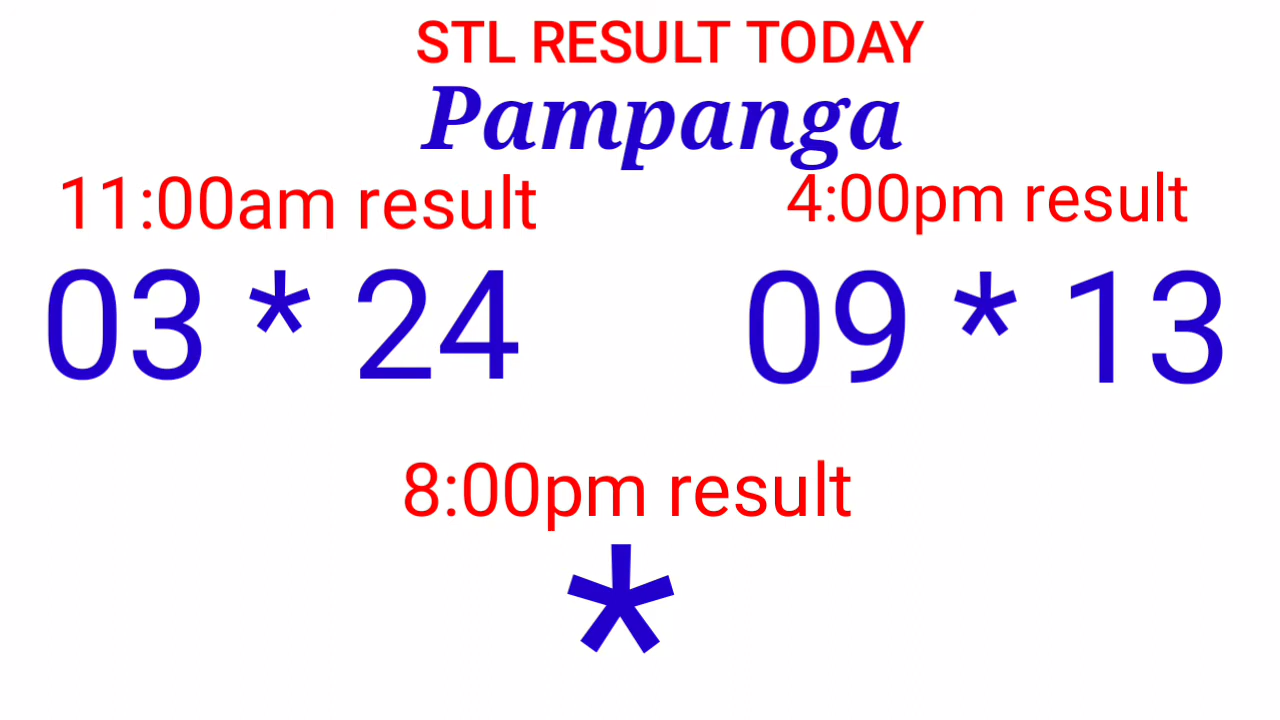 STL RESULT TODAY
Pampanga
11:00am result
03 * 24
4:00pm result
09 * 13
8:00pm result
*